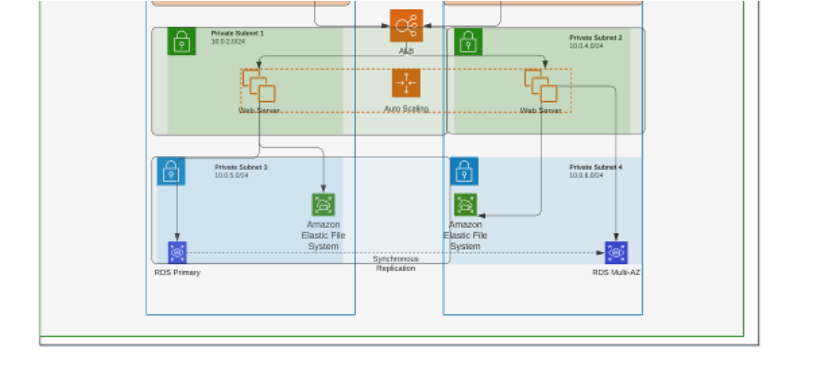 Private Subnet 1
10.0.2.0/24
Private Subnet 2
10.0.4.0/24
ALB
Web Server
Auto Scaling
Web Server
Private Subnet 3
10.0.5.0/24
Private Subnet 4
10.0.6.0/24
Amazon
Elastic File
System
Amazon
Elastic File
System
Synchronous
Replication
RDS Primary
RDS Multi-AZ